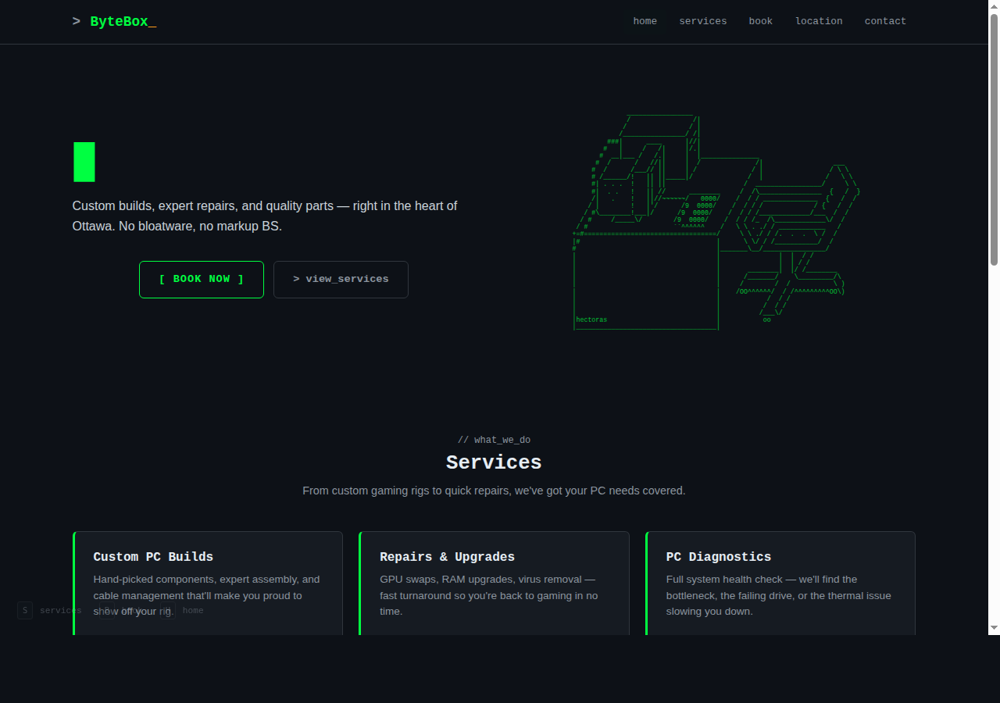 > ByteBox_
home services book location contact
Custom builds, expert repairs, and quality parts — right in the heart of
Ottawa. No bloatware, no markup BS.
[ BOOK NOW ] > view_services
hectoras
// what_we_do
Services
From custom gaming rigs to quick repairs, we've got your PC needs covered.
Custom PC Builds
Hand-picked components, expert assembly, and
cable management that'll make you proud to
show off your rig.
Repairs & Upgrades
GPU swaps, RAM upgrades, virus removal —
fast turnaround so you're back to gaming in no
time.
PC Diagnostics
Full system health check — we'll find the
bottleneck, the failing drive, or the thermal issue
slowing you down.
S services home